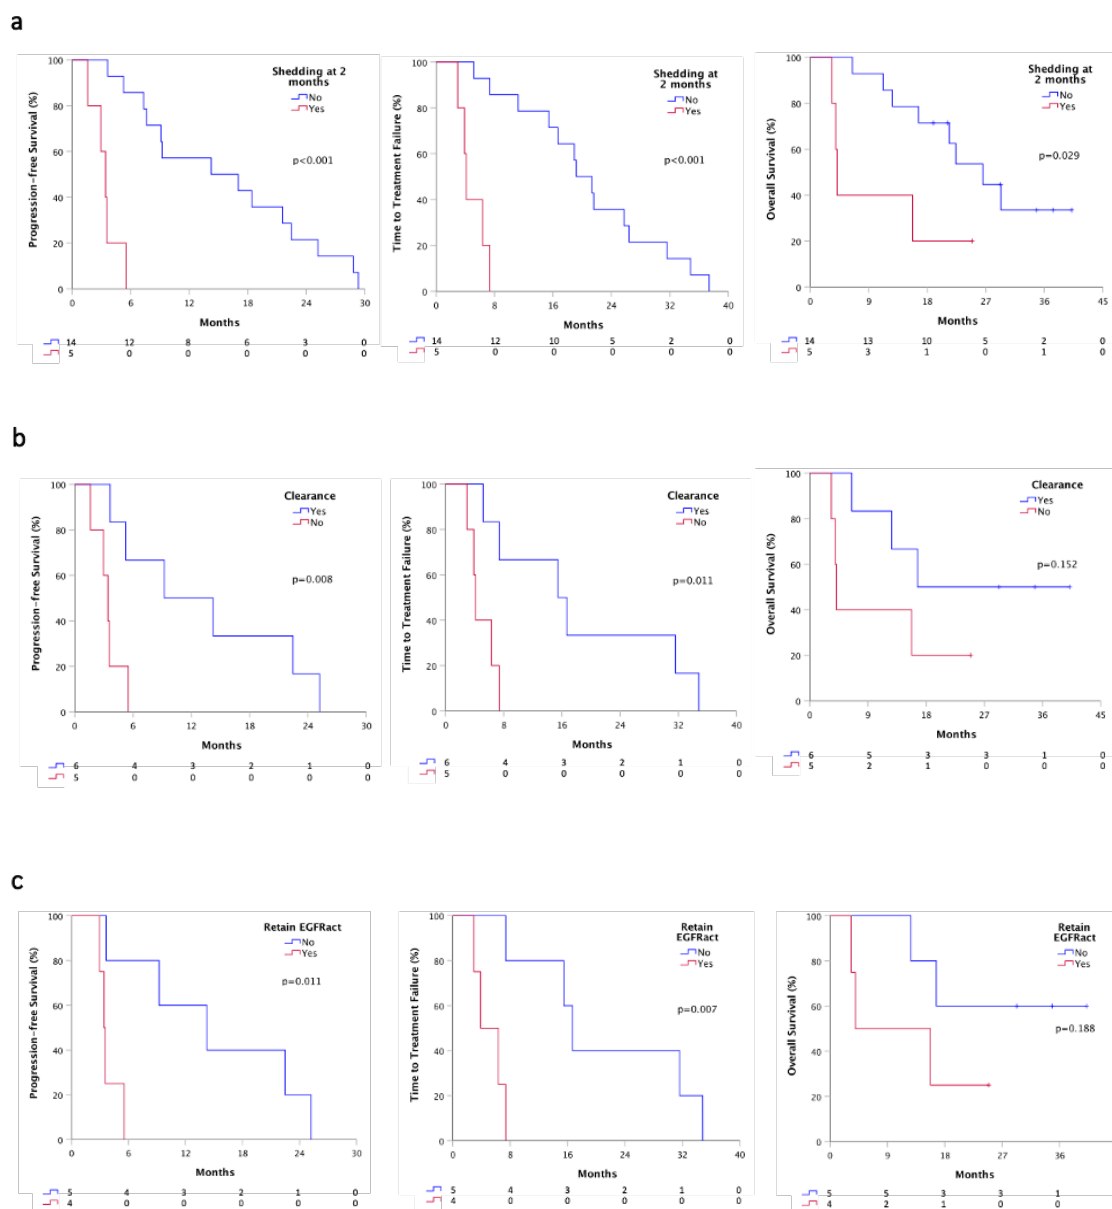 a
Progression-free Survival (%)
100
80
60
40
20
0
0 6 12 18 24 30
Months
Shedding at 2
months
No
Yes
p<0.001
14 12 8 6 3 0
5 0 0 0 0 0
Time to Treatment Failure (%)
100
80
60
40
20
0
0 8 16 24 32 40
Months
Shedding at
2 months
No
Yes
p<0.001
14 12 10 5 2 0
5 0 0 0 0 0
Overall Survival (%)
100
80
60
40
20
0
0 9 18 27 36 45
Months
Shedding at
2 months
No
Yes
p=0.029
14 13 10 5 2 0
5 3 1 0 1 0
b
Progression-free Survival (%)
100
80
60
40
20
0
0 6 12 18 24 30
Months
Clearance
Yes
No
p=0.008
6 4 3 2 1 0
5 0 0 0 0 0
Time to Treatment Failure (%)
100
80
60
40
20
0
0 8 16 24 32 40
Months
Clearance
Yes
No
p=0.011
6 4 3 2 1 0
5 0 0 0 0 0
Overall Survival (%)
100
80
60
40
20
0
0 9 18 27 36 45
Months
Clearance
Yes
No
p=0.152
6 5 3 3 1 0
5 2 1 0 0 0
c
Progression-free Survival (%)
100
80
60
40
20
0
0 6 12 18 24 30
Months
Retain EGFRact
No
Yes
p=0.011
5 4 3 2 1 0
4 0 0 0 0 0
Time to Treatment Failure (%)
100
80
60
40
20
0
0 8 16 24 32 40
Months
Retain
EGFRact
No
Yes
p=0.007
5 4 3 2 1 0
4 0 0 0 0 0
Overall Survival (%)
100
80
60
40
20
0
0 9 18 27 36
Months
Retain
EGFRact
No
Yes
p=0.188
5 5 3 3 1
4 2 1 0 0